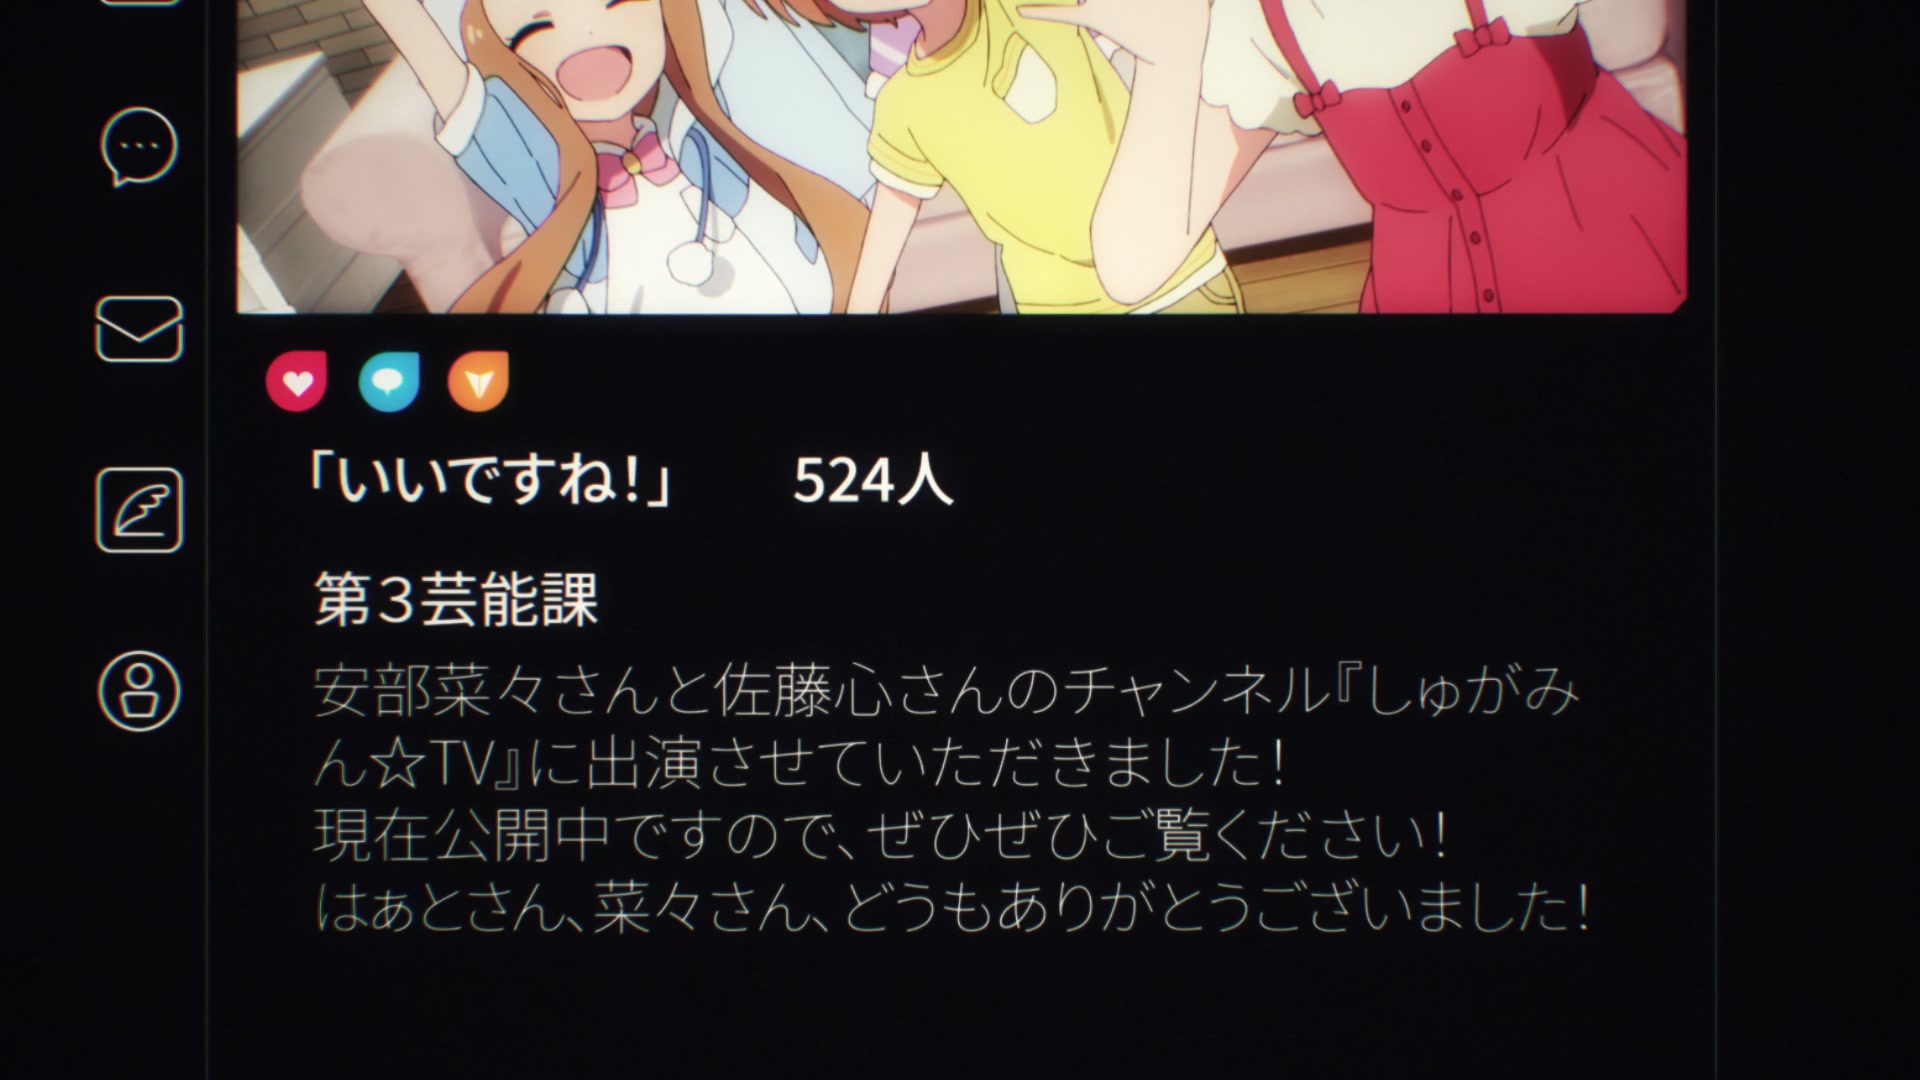 「いいですね!」 524人
第3芸能課
安部菜々さんと佐藤心さんのチャンネル『しゅがみ
ん☆TV』に出演させていただきました!
現在公開中ですので、ぜひぜひご覧ください!
はぁとさん、菜々さん、どうもありがとうございました!